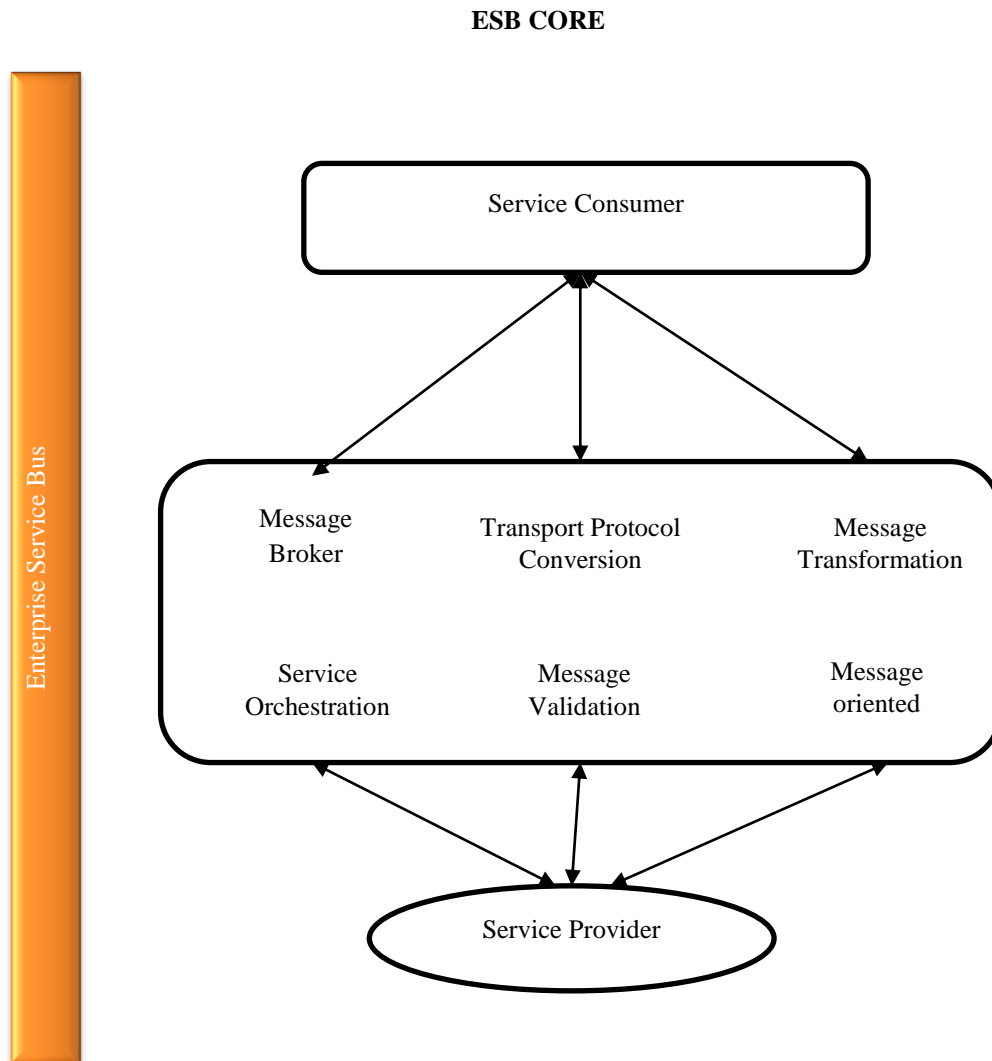 ESB CORE
Enterprise Service Bus
Service Consumer
Message
Broker
Transport Protocol
Conversion
Message
Transformation
Service
Orchestration
Message
Validation
Message
oriented
Service Provider